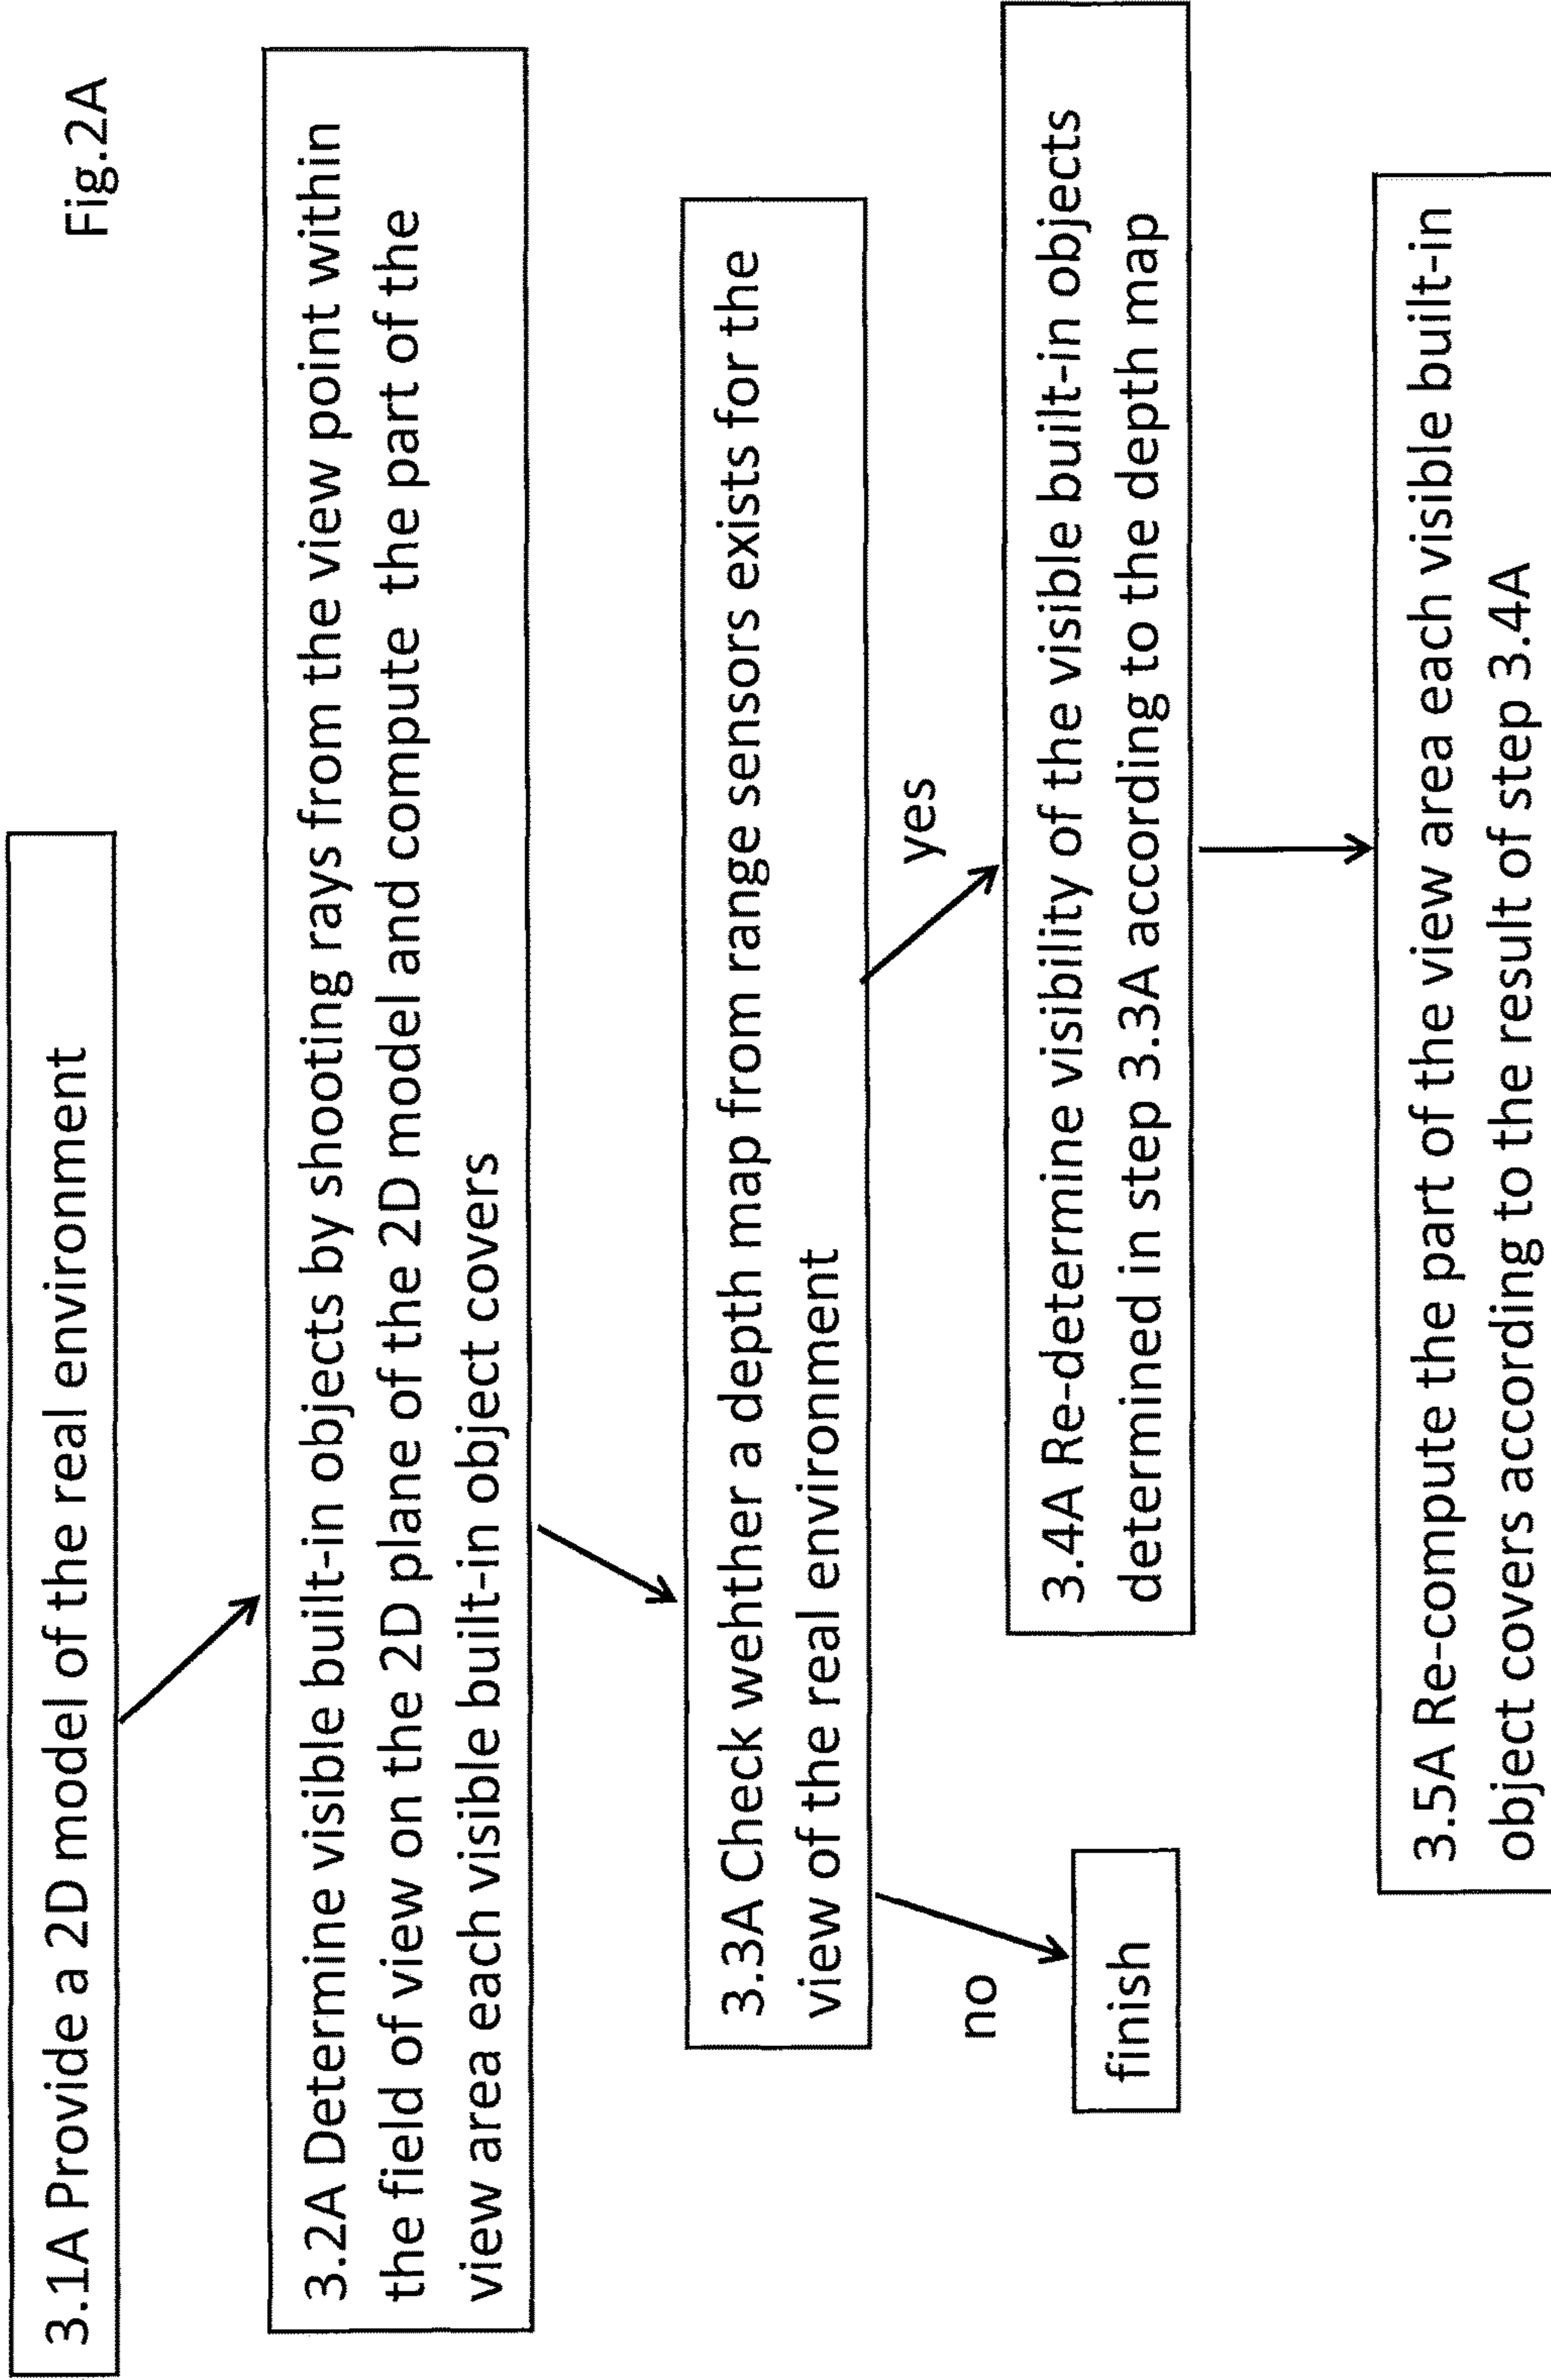 Fig.2A
3.1A Provide a 2D model of the real environment
3.2A Determine visible built-in objects by shooting rays from the view point within
the field of view on the 2D plane of the 2D model and compute the part of the
view area each visible built-in object covers
3.3A Check wehther a depth map from range sensors exists for the
view of the real environment
no
yes
finish
3.4A Re-determine visibility of the visible built-in objects
determined in step 3.3A according to the depth map
3.5A Re-compute the part of the view area each visible built-in
object covers according to the result of step 3.4A